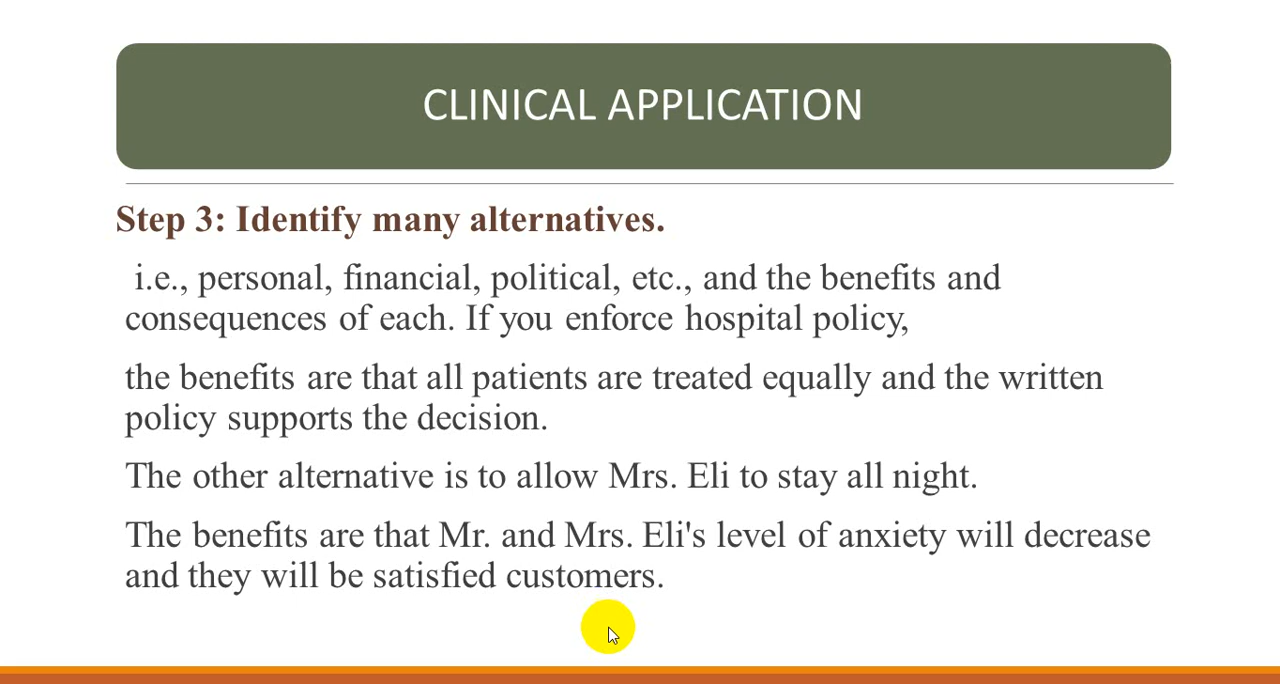 CLINICAL APPLICATION
Step 3: Identify many alternatives.
i.e., personal, financial, political, etc., and the benefits and
consequences of each. If you enforce hospital policy,
the benefits are that all patients are treated equally and the written
policy supports the decision.
The other alternative is to allow Mrs. Eli to stay all night.
The benefits are that Mr. and Mrs. Eli's level of anxiety will decrease
and they will be satisfied customers.